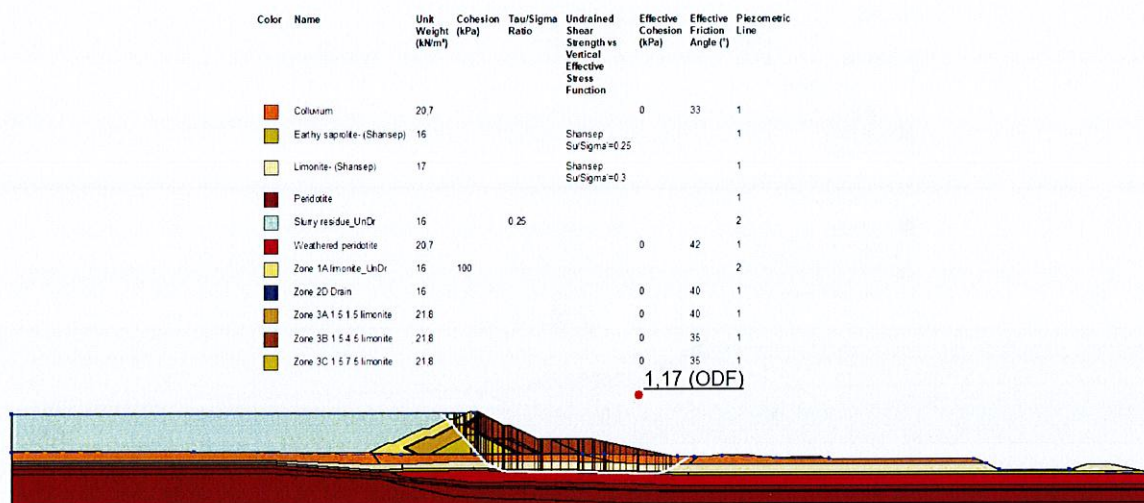 Color Name Unit Weight (kN/m³) Cohesion (kPa) Tau/Sigma Ratio Undrained Shear Strength vs Vertical Effective Stress Function Effective Cohesion (kPa) Effective Friction Angle (°) Piezometric Line
Colluvium 20.7 0 33 1
Earthy saprolite- (Shansep) 16 Shansep Su/Sigma'=0.25 1
Limonite- (Shansep) 17 Shansep Su/Sigma'=0.3 1
Peridotite 1
Slurry residue_UnDr 16 0.25 2
Weathered peridotite 20.7 0 42 1
Zone 1A limonite_UnDr 16 100 2
Zone 2D Drain 16 0 40 1
Zone 3A 1.5 1.5 limonite 21.8 0 40 1
Zone 3B 1.5 4.5 limonite 21.8 0 35 1
Zone 3C 1.5 7.5 limonite 21.8 0 35 1
1,17 (ODF)